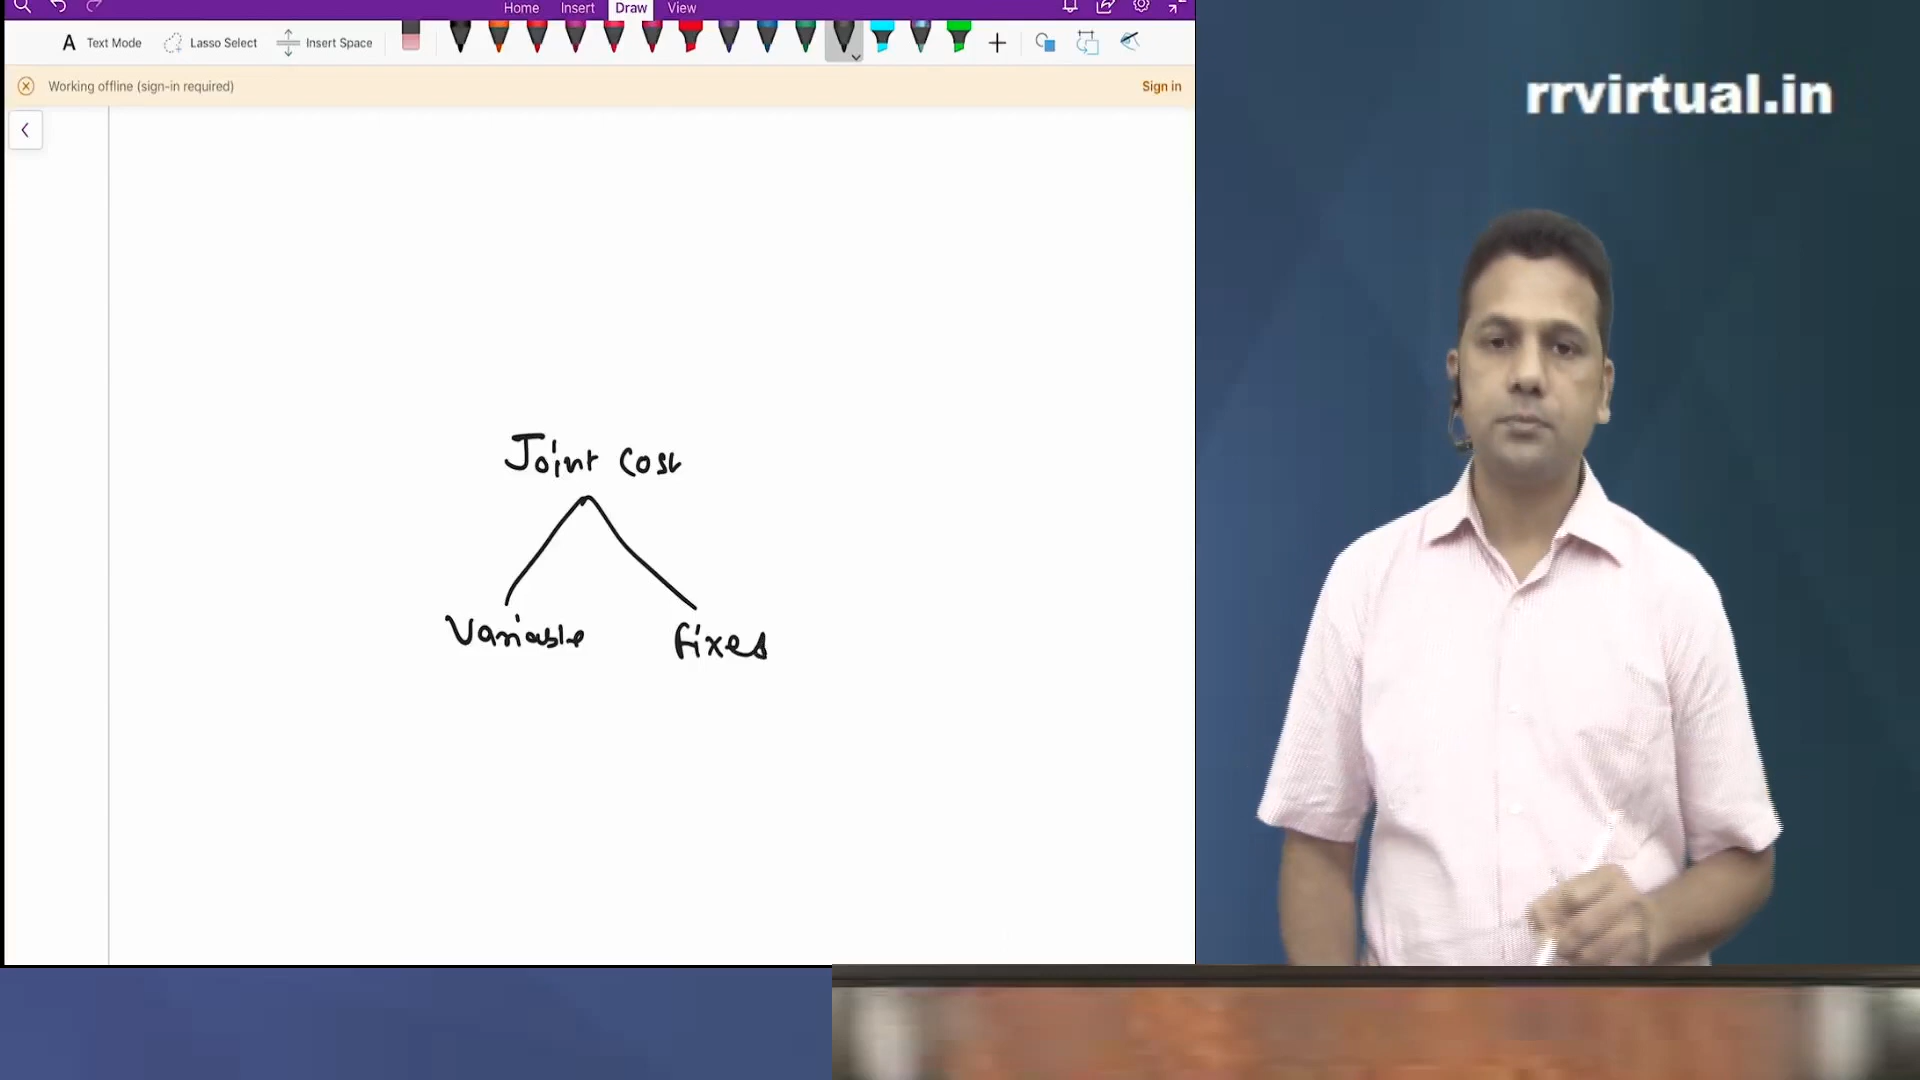 Home Insert Draw View
A Text Mode Lasso Select Insert Space
Working offline (sign-in required) Sign in
rrvirtual.in
Joint Cost
Variable Fixed